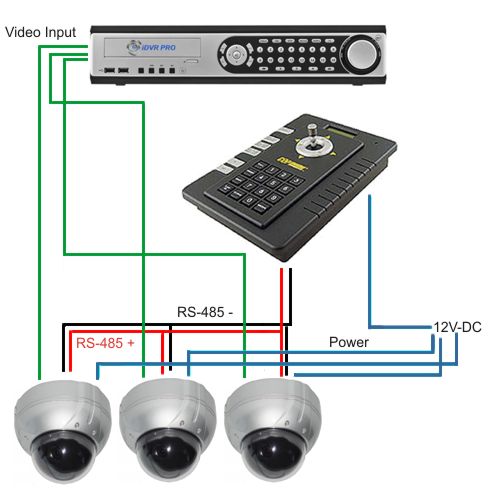 Video Input
iDVR PRO
RS-485 -
RS-485 +
Power
12V-DC